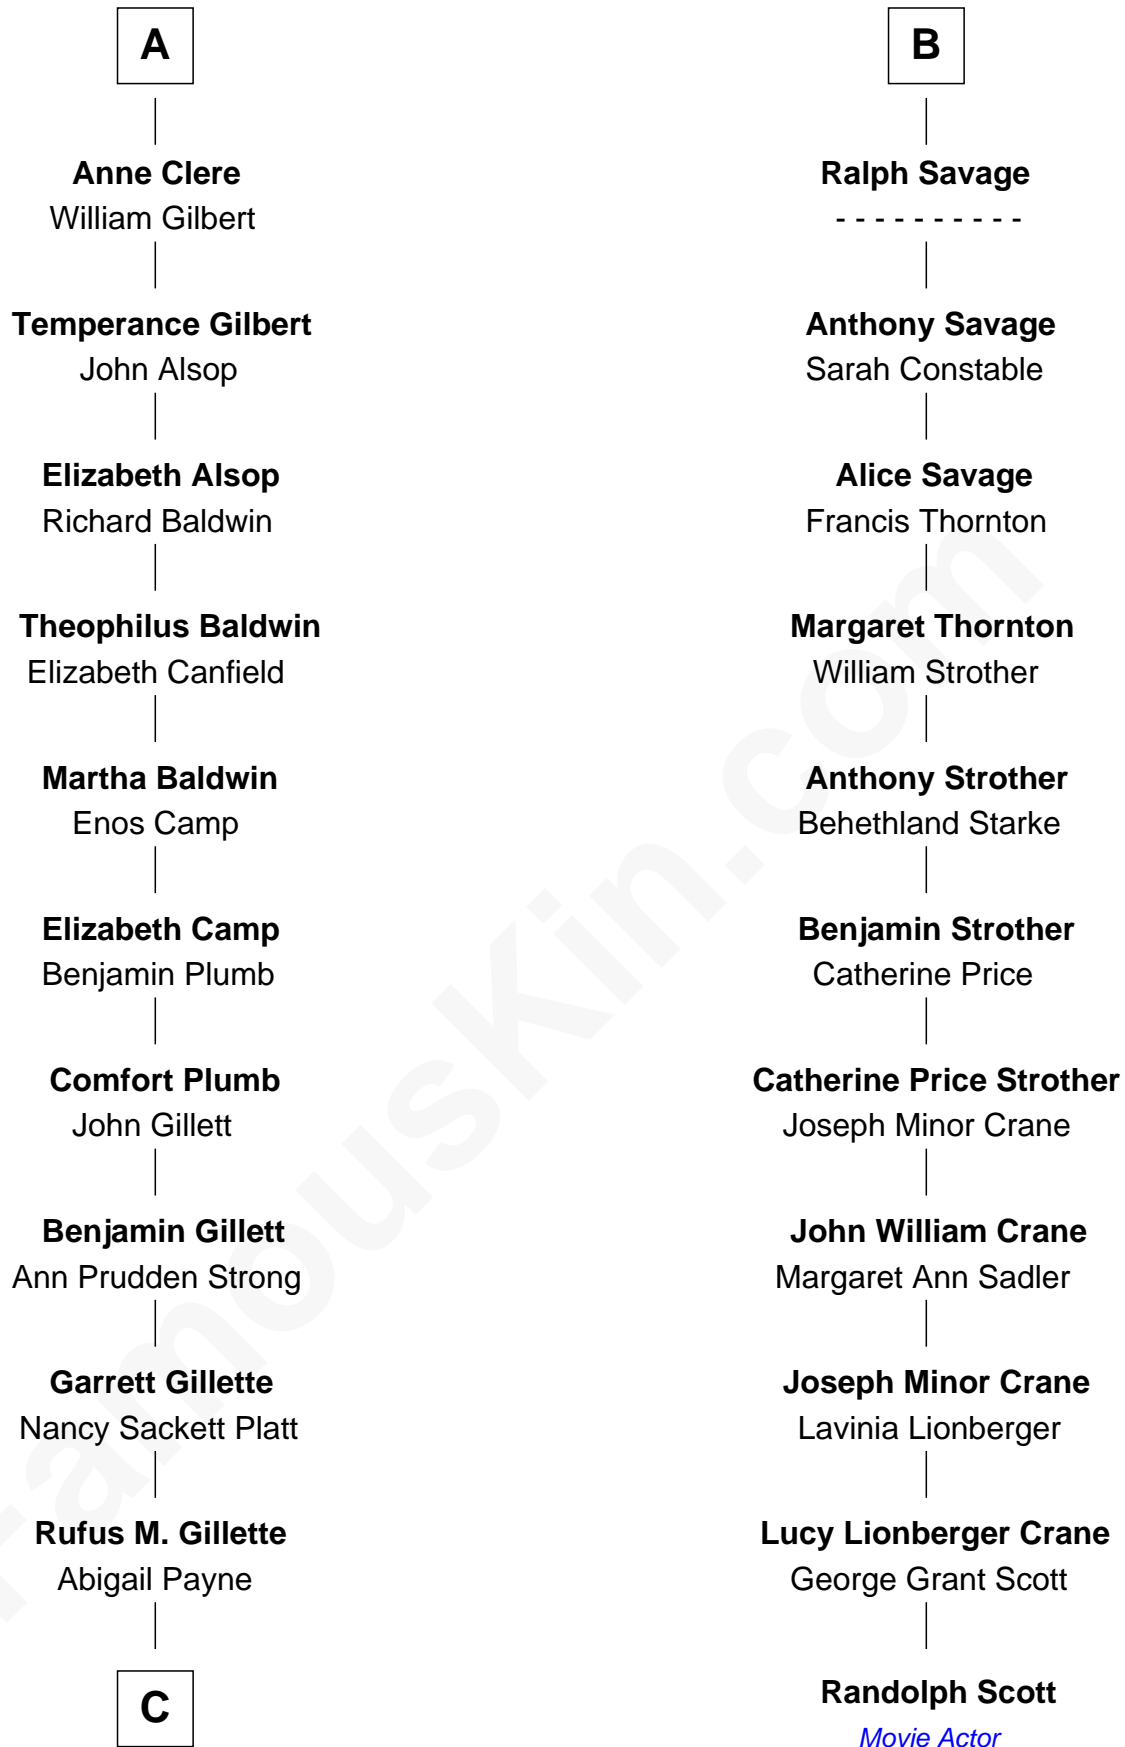 A
Anne Clere
William Gilbert
Temperance Gilbert
John Alsop
Elizabeth Alsop
Richard Baldwin
Theophilus Baldwin
Elizabeth Canfield
Martha Baldwin
Enos Camp
Elizabeth Camp
Benjamin Plumb
Comfort Plumb
John Gillett
Benjamin Gillett
Ann Prudden Strong
Garrett Gillette
Nancy Sackett Platt
Rufus M. Gillette
Abigail Payne
C
B
Ralph Savage
- - - - - - - - - -
Anthony Savage
Sarah Constable
Alice Savage
Francis Thornton
Margaret Thornton
William Strother
Anthony Strother
Behethland Starke
Benjamin Strother
Catherine Price
Catherine Price Strother
Joseph Minor Crane
John William Crane
Margaret Ann Sadler
Joseph Minor Crane
Lavinia Lionberger
Lucy Lionberger Crane
George Grant Scott
Randolph Scott
Movie Actor
FamousKin.com